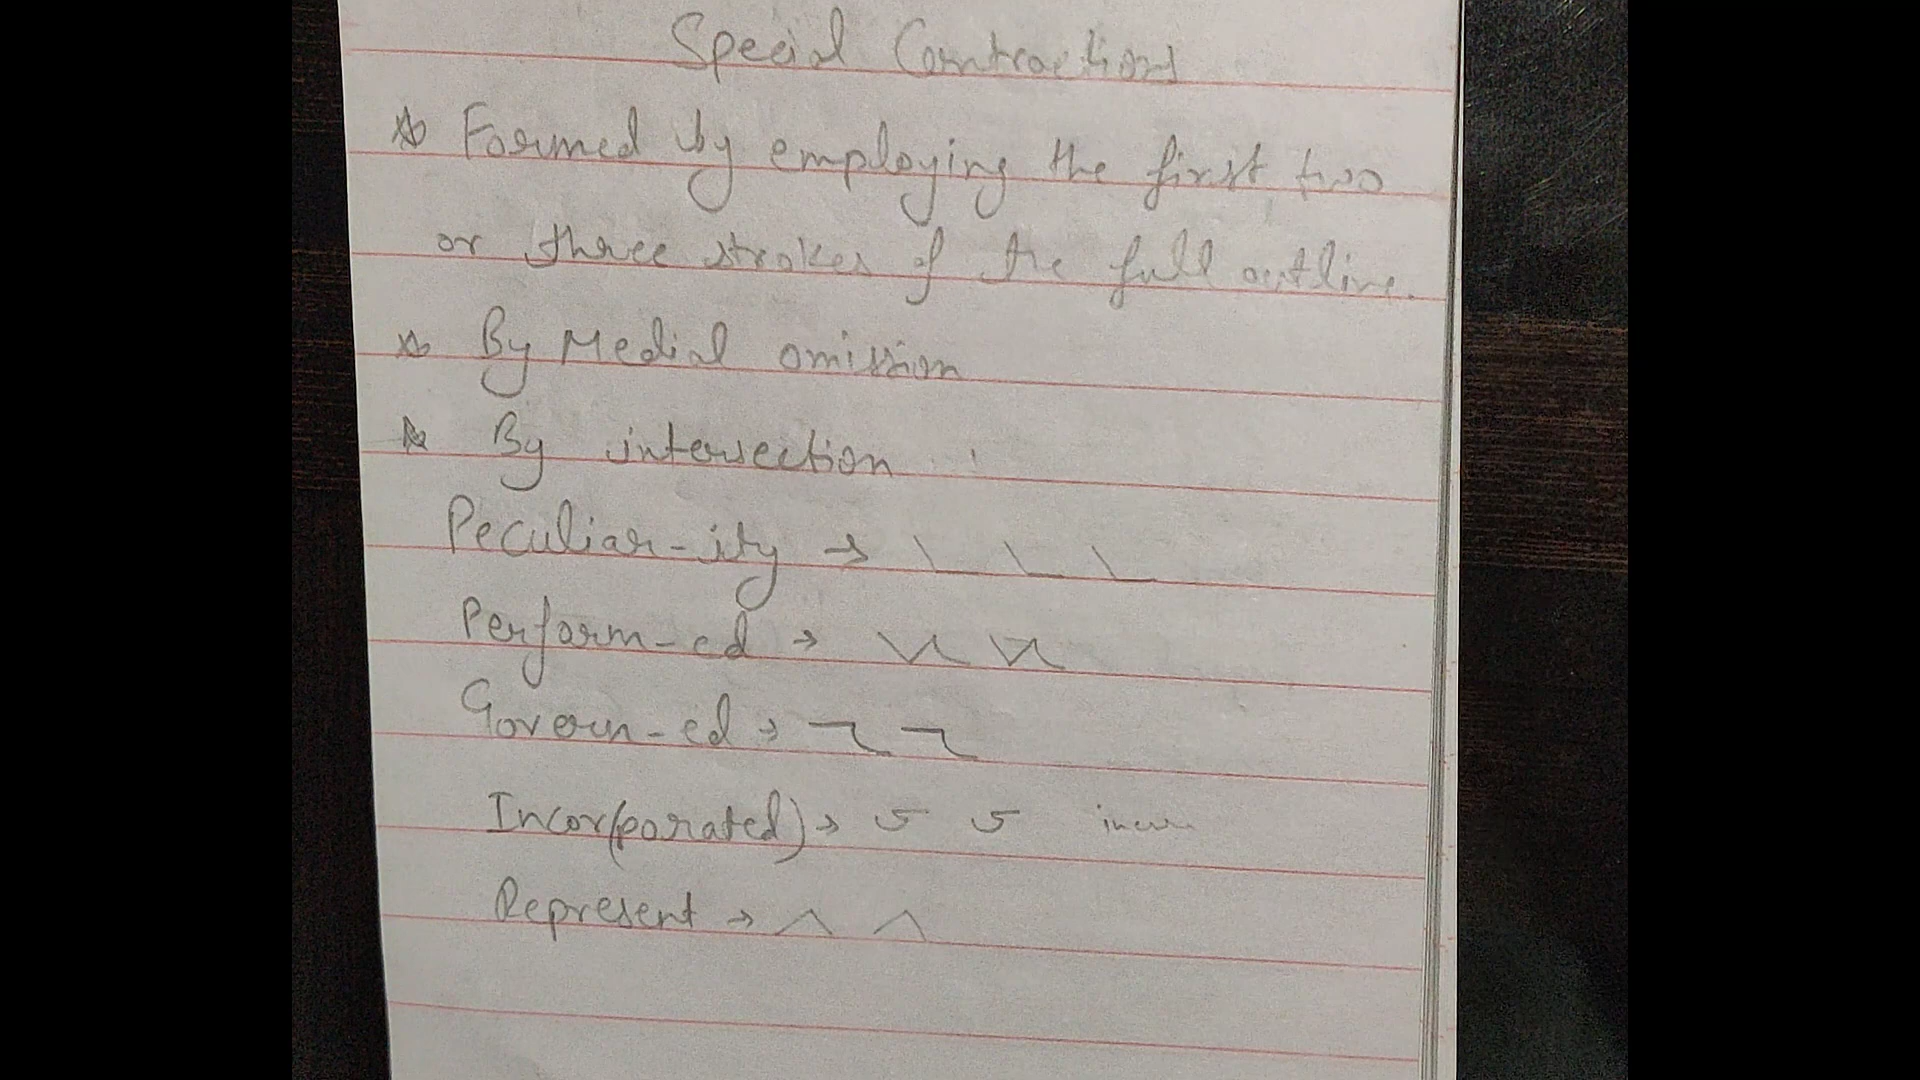 Special Contractions
Formed by employing the first two
or three strokes of the full outline.
By Medial omission
By intersection
Peculiar-ity →
Perform-ed →
Govern-ed →
Incor(porated) →
Represent →